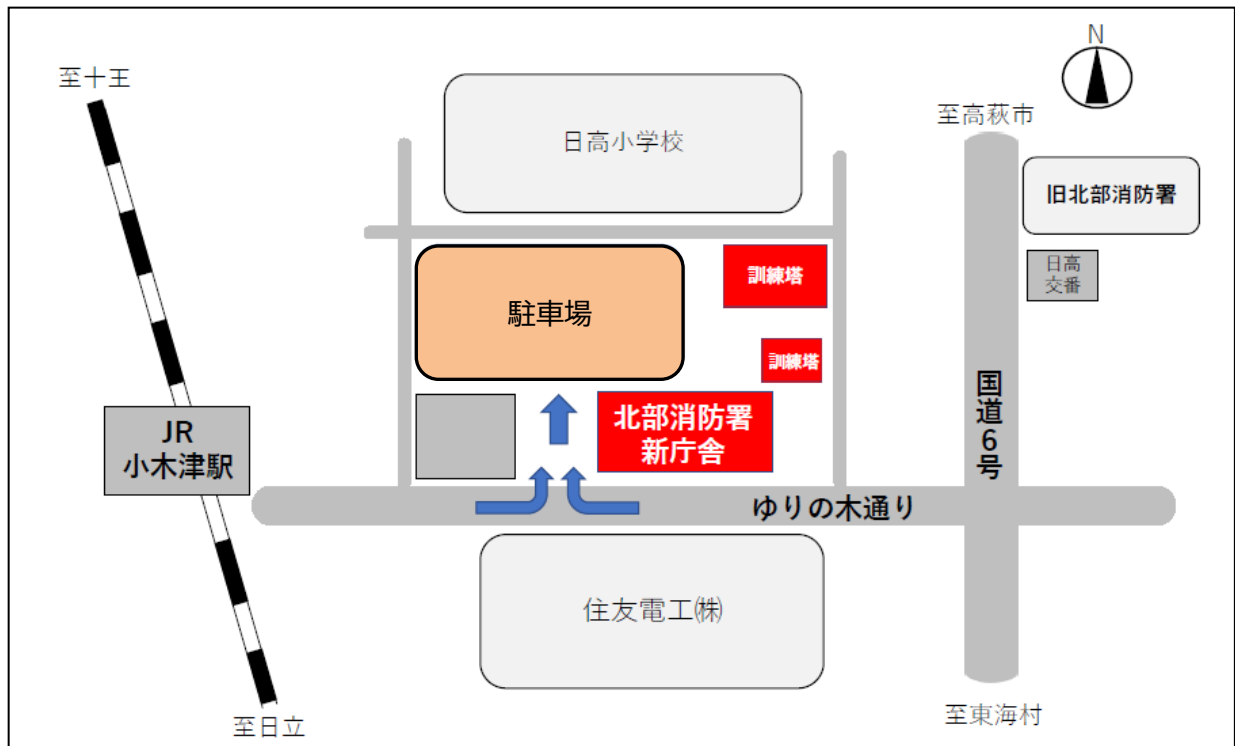 N
至十王
至高萩市
日高小学校
旧北部消防署
日高
交番
訓練塔
駐車場
訓練塔
国道6号
北部消防署
新庁舎
JR
小木津駅
ゆりの木通り
住友電工㈱
至日立
至東海村